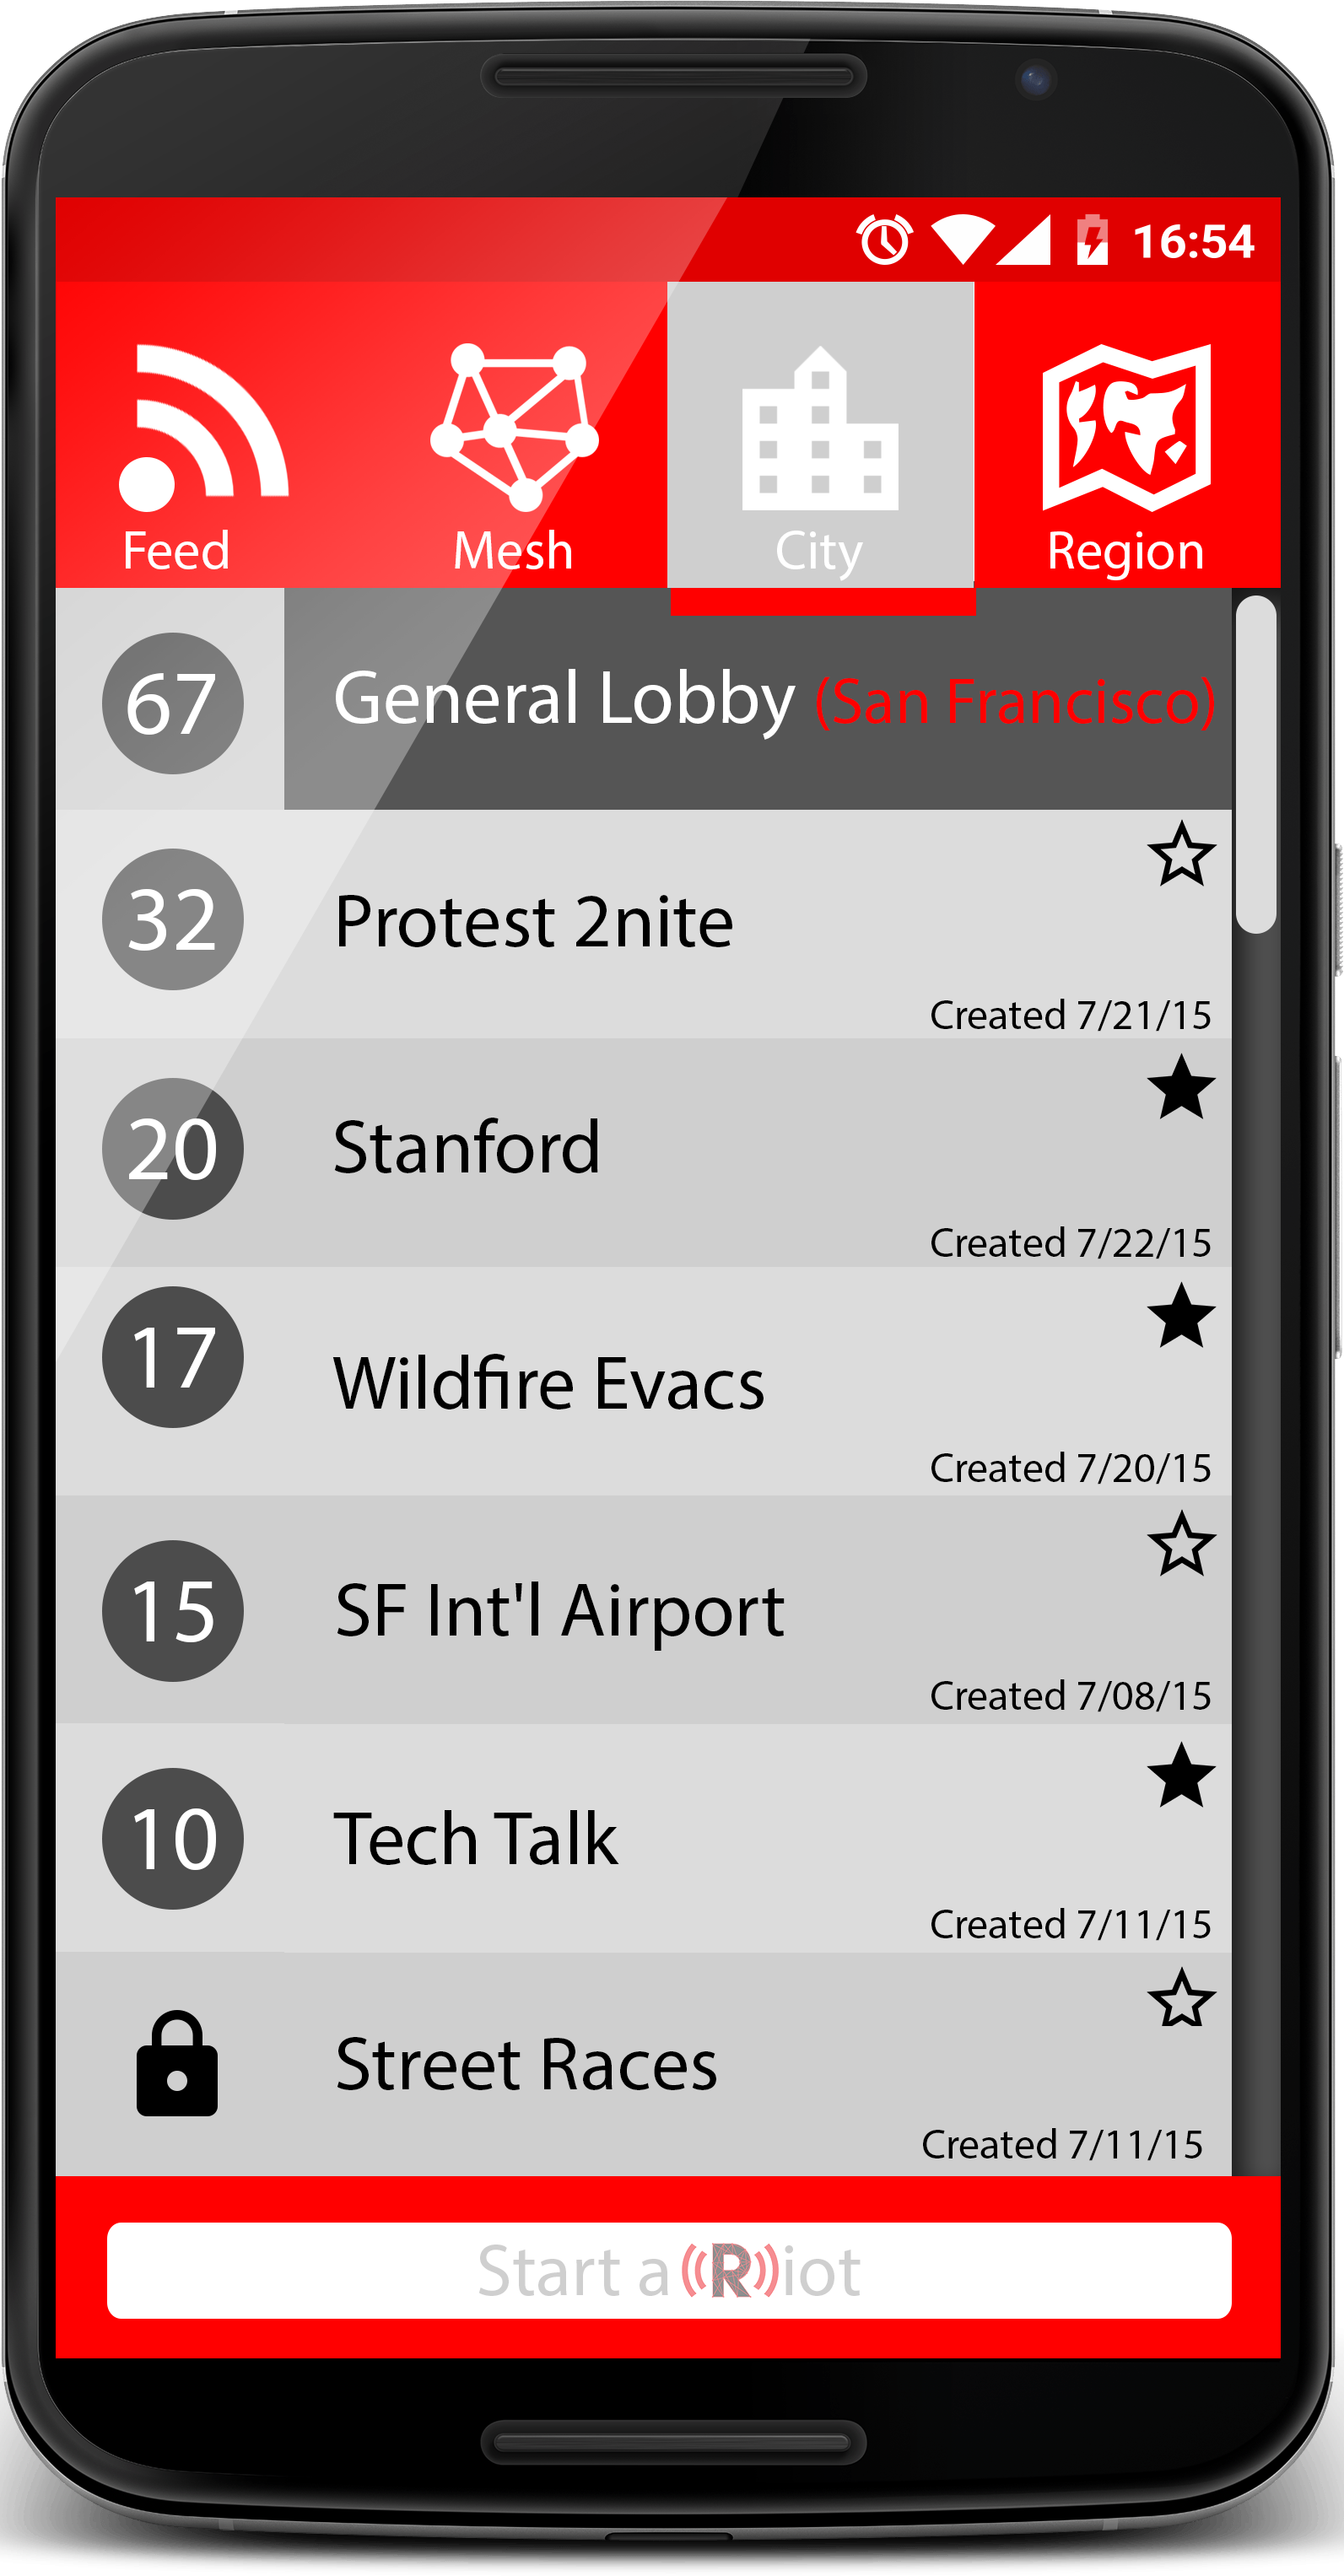 16:54
Feed Mesh City Region
67 General Lobby (San Francisco)
32 Protest 2nite
Created 7/21/15
20 Stanford
Created 7/22/15
17 Wildfire Evacs
Created 7/20/15
15 SF Int'l Airport
Created 7/08/15
10 Tech Talk
Created 7/11/15
Street Races
Created 7/11/15
Start a ((R))iot